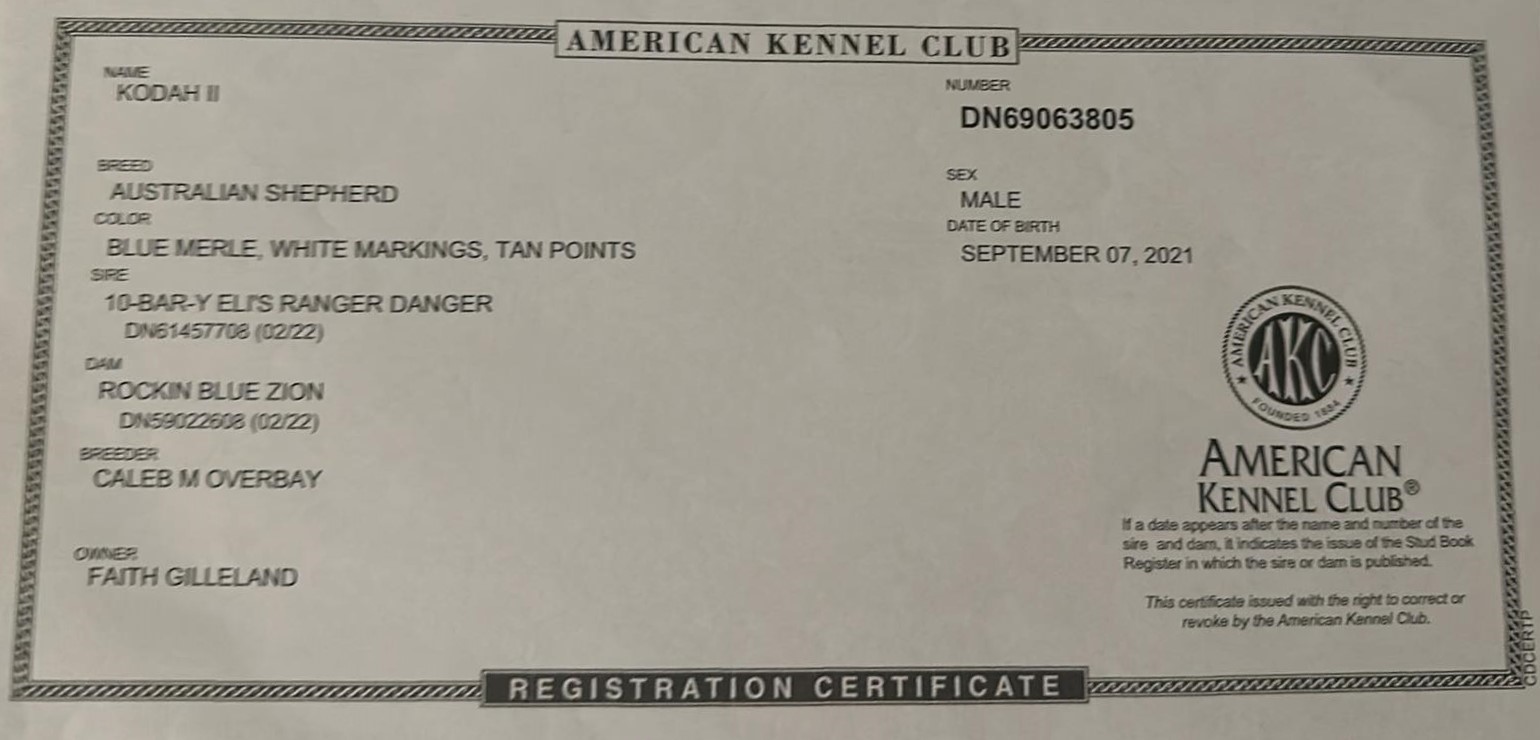 AMERICAN KENNEL CLUB
NAME
KODAH II
NUMBER
DN69063805
BREED
AUSTRALIAN SHEPHERD
SEX
MALE
COLOR
BLUE MERLE, WHITE MARKINGS, TAN POINTS
DATE OF BIRTH
SEPTEMBER 07, 2021
SIRE
10-BAR-Y ELI'S RANGER DANGER
DN61457708 (02/22)
DAM
ROCKIN BLUE ZION
DN59022608 (02/22)
BREEDER
CALEB M OVERBAY
OWNER
FAITH GILLELAND
AMERICAN KENNEL CLUB
AKC
FOUNDED 1884
AMERICAN
KENNEL CLUB®
If a date appears after the name and number of the
sire and dam, it indicates the issue of the Stud Book
Register in which the sire or dam is published.
This certificate issued with the right to correct or
revoke by the American Kennel Club.
CDCERTP
REGISTRATION CERTIFICATE